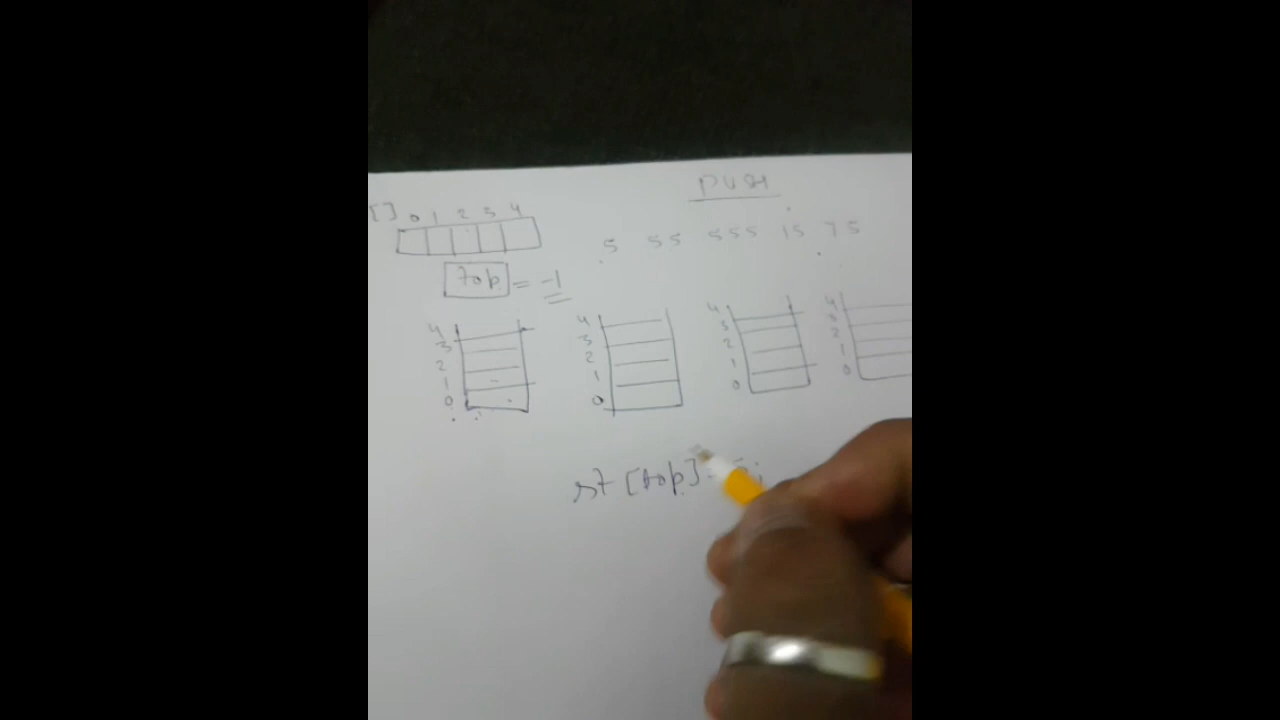 PUSH
[] 0 1 2 3 4
5 55 555 15 75
top = -1
4 4 4 4
3 3 3 3
2 2 2 2
1 1 1 1
0 0 0 0
st [top] = 5;